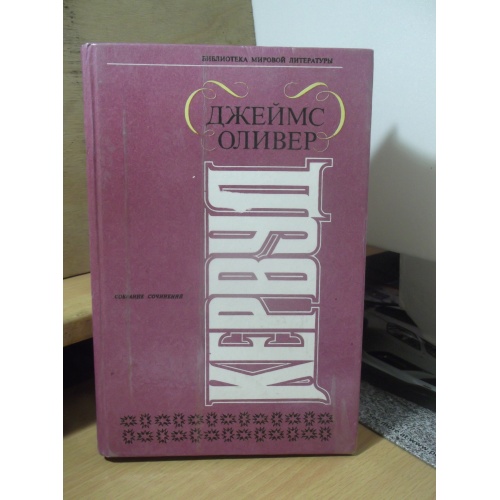 БИБЛИОТЕКА МИРОВОЙ ЛИТЕРАТУРЫ
ДЖЕЙМС
ОЛИВЕР
КЕРВУД
СОБРАНИЕ СОЧИНЕНИЙ